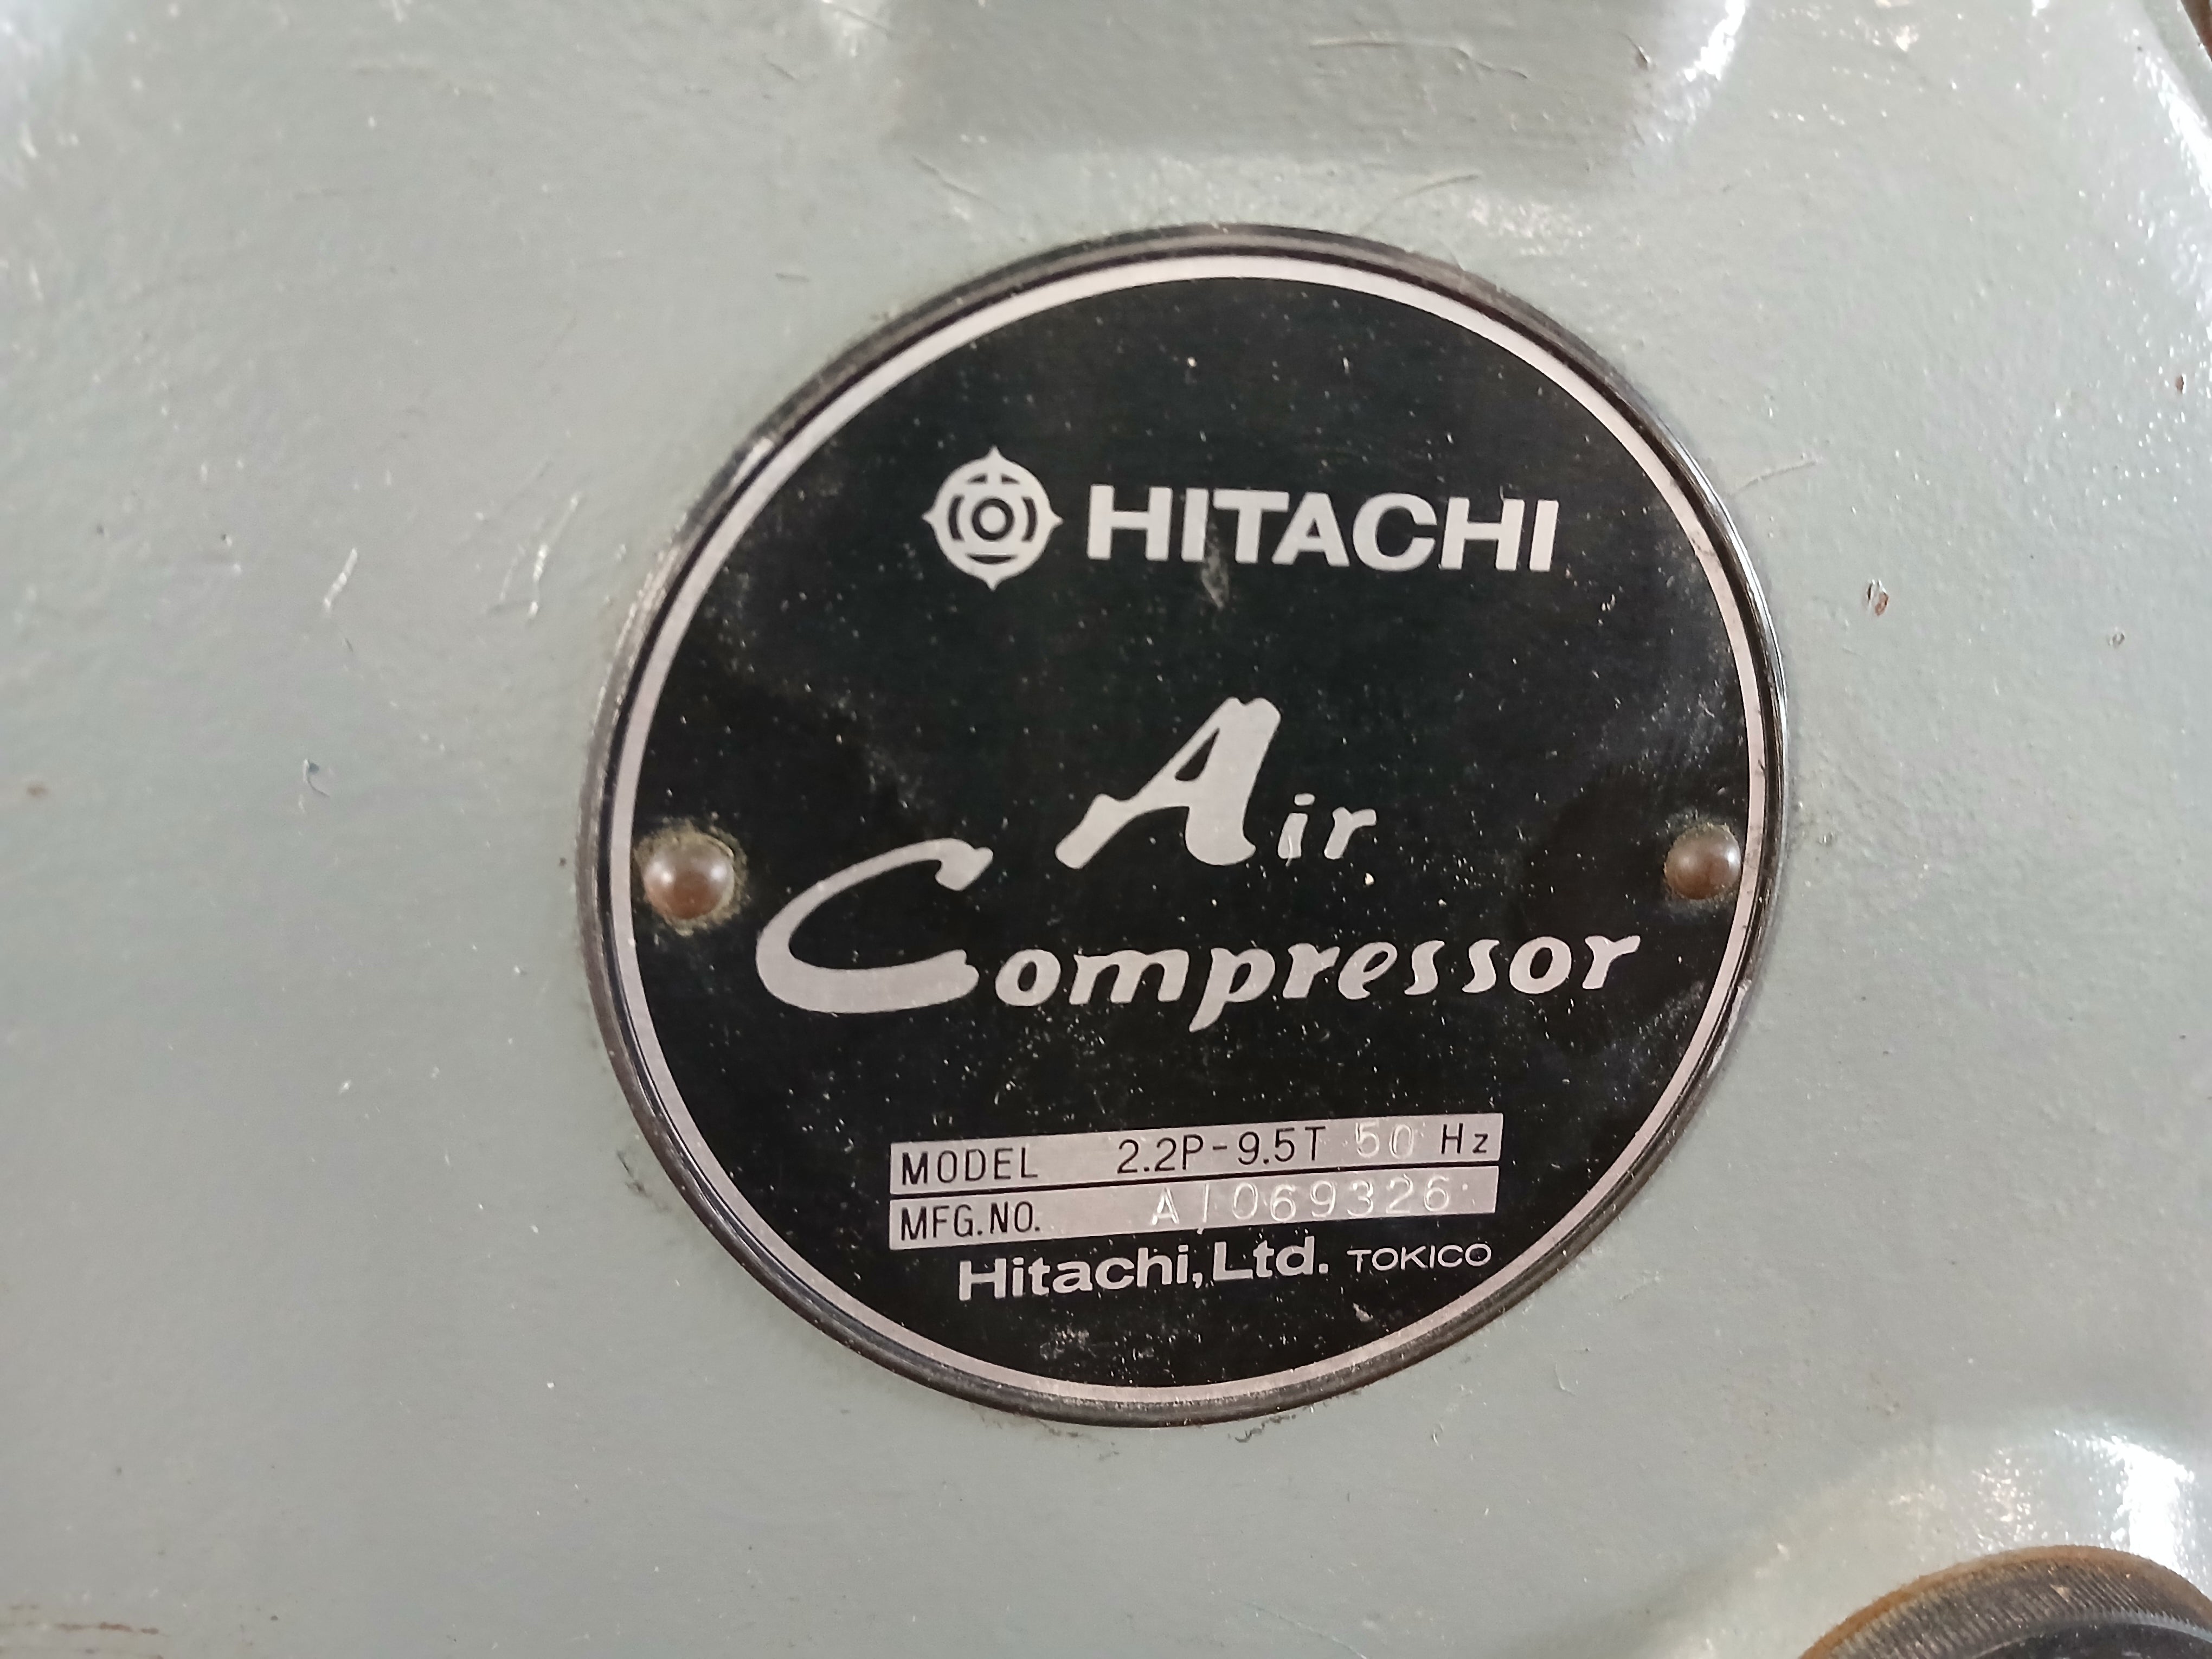 HITACHI
Air
Compressor
MODEL 2.2P-9.5T 50 Hz
MFG.NO. A1069326
Hitachi,Ltd. TOKICO